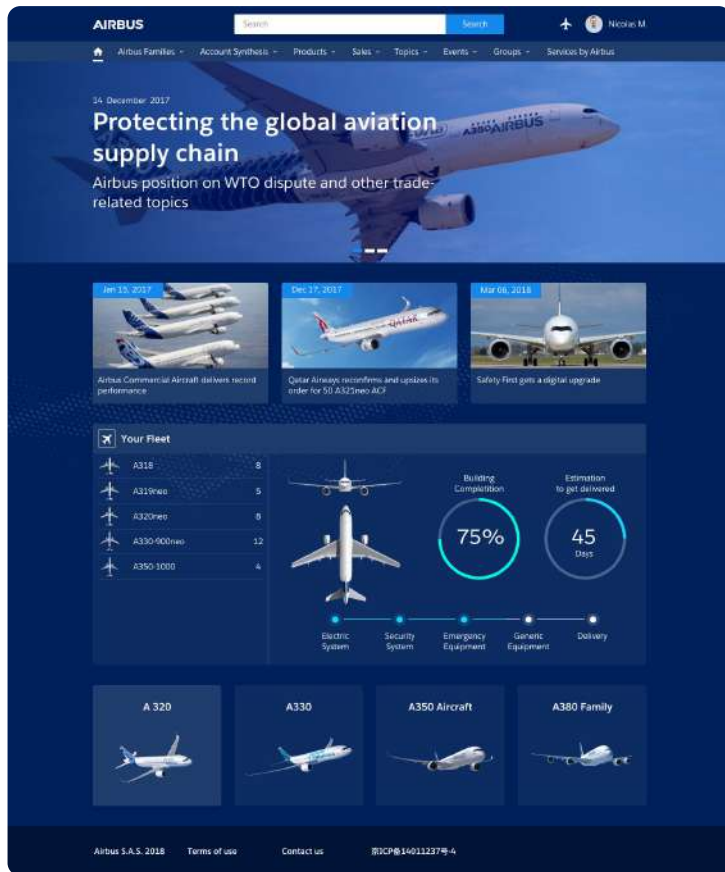 AIRBUS
Search
Search
Nicolas M.
Airbus Families
Account Synthesis
Products
Sales
Topics
Events
Groups
Services by Airbus
14 December 2017
Protecting the global aviation
supply chain
Airbus position on WTO dispute and other trade-
related topics
A350 AIRBUS
Jan 15, 2017
Airbus Commercial Aircraft delivers record
performance
Dec 17, 2017
QATAR
Qatar Airways reconfirms and upsizes its
order for 50 A321neo ACF
Mar 06, 2018
Safety First gets a digital upgrade
Your Fleet
A318 8
A319neo 5
A320neo 8
A330-900neo 12
A350-1000 4
Building
Completition
75%
Estimation
to get delivered
45
Days
Electric
System
Security
System
Emergency
Equipment
Generic
Equipment
Delivery
A 320
A330
A350 Aircraft
A380 Family
Airbus S.A.S. 2018
Terms of use
Contact us
京ICP备14011237号-4